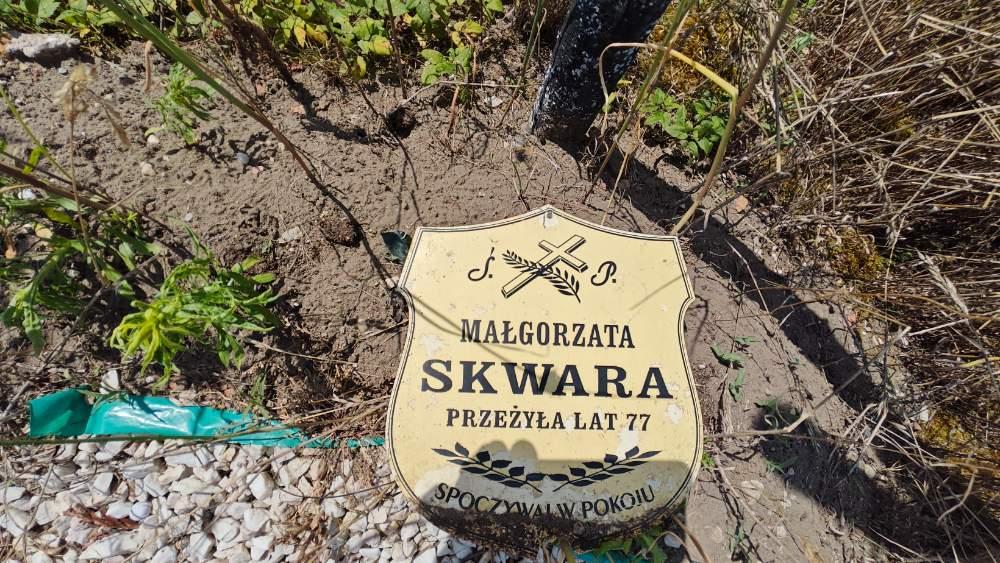 Ś. P.
MAŁGORZATA
SKWARA
PRZEŻYŁA LAT 77
SPOCZYWAJ W POKOJU